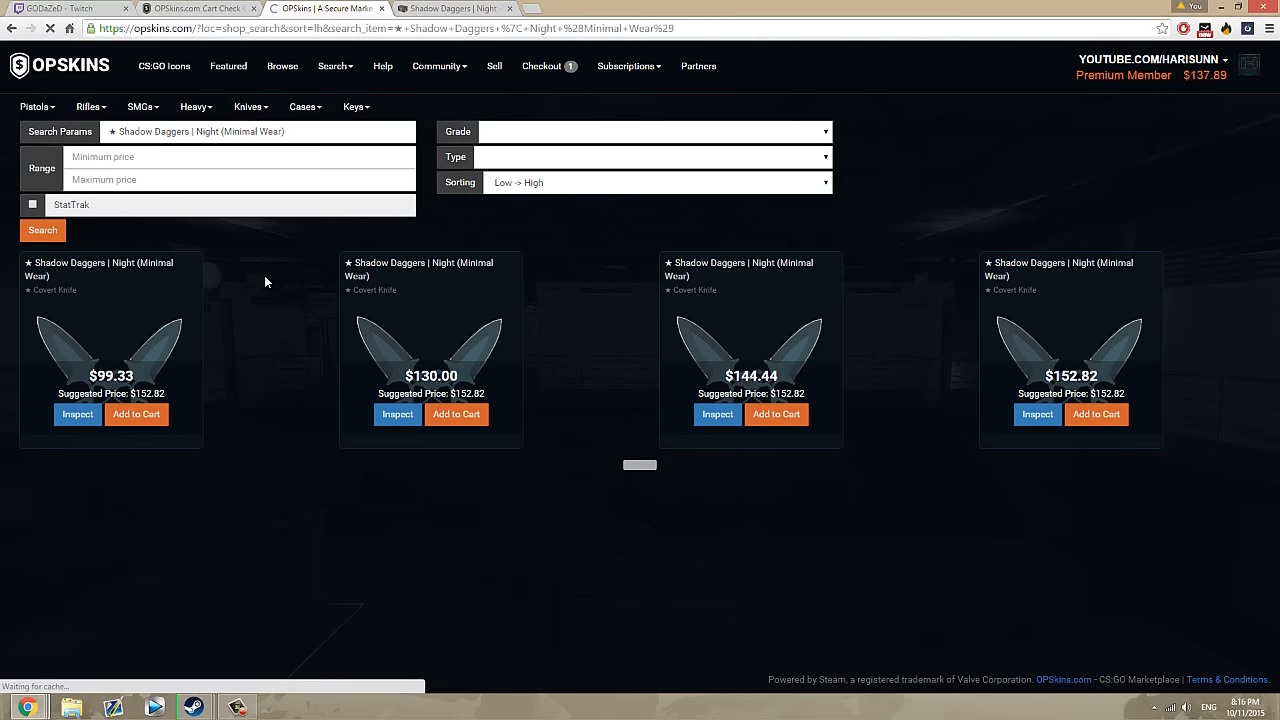 GODaZeD - Twitch
OPSkins.com Cart Check
OPSkins | A Secure Marke
Shadow Daggers | Night
You
https://opskins.com/?loc=shop_search&sort=lh&search_item=★+Shadow+Daggers+%7C+Night+%28Minimal+Wear%29
OPSKINS
CS:GO Icons
Featured
Browse
Search
Help
Community
Sell
Checkout 1
Subscriptions
Partners
YOUTUBE.COM/HARISUNN
Premium Member $137.89
Pistols
Rifles
SMGs
Heavy
Knives
Cases
Keys
Search Params
★ Shadow Daggers | Night (Minimal Wear)
Range
Minimum price
Maximum price
StatTrak
Search
Grade
Type
Sorting
Low -> High
★ Shadow Daggers | Night (Minimal
Wear)
★ Covert Knife
$99.33
Suggested Price: $152.82
Inspect
Add to Cart
★ Shadow Daggers | Night (Minimal
Wear)
★ Covert Knife
$130.00
Suggested Price: $152.82
Inspect
Add to Cart
★ Shadow Daggers | Night (Minimal
Wear)
★ Covert Knife
$144.44
Suggested Price: $152.82
Inspect
Add to Cart
★ Shadow Daggers | Night (Minimal
Wear)
★ Covert Knife
$152.82
Suggested Price: $152.82
Inspect
Add to Cart
Powered by Steam, a registered trademark of Valve Corporation. OPSkins.com - CS:GO Marketplace | Terms & Conditions.
Waiting for cache...
ENG
8:16 PM
10/11/2015